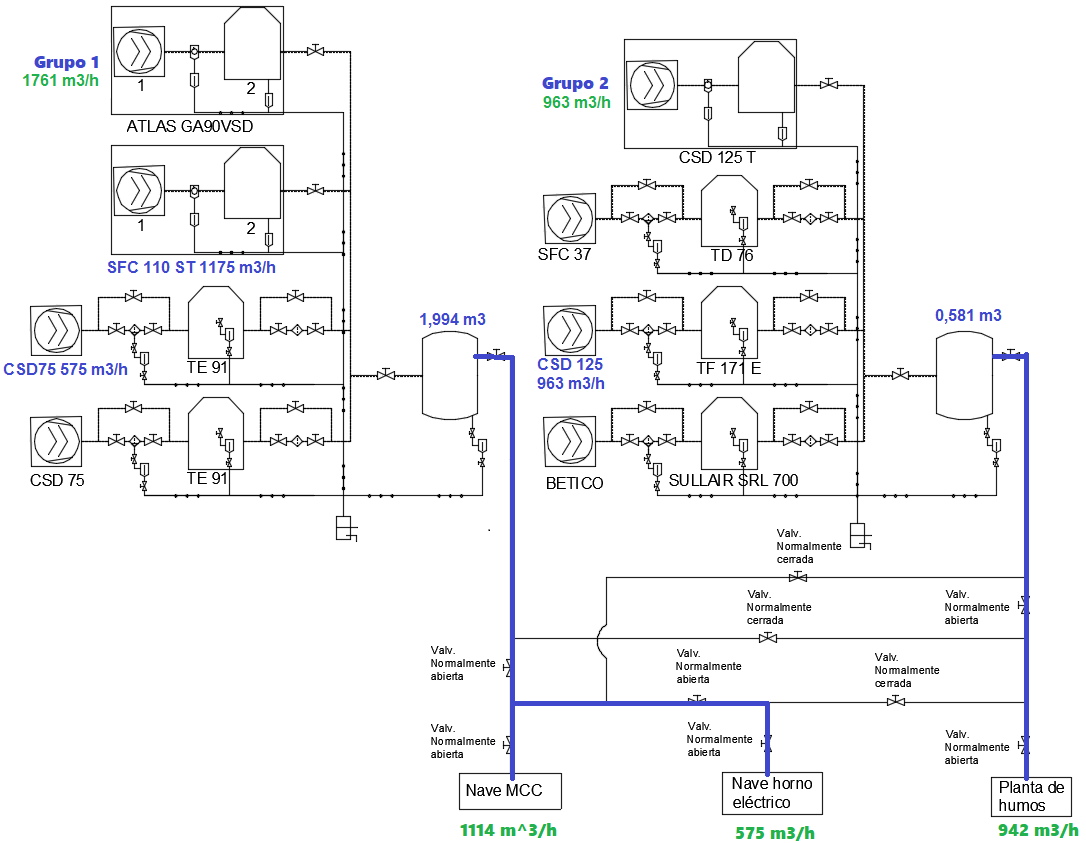 Grupo 1
1761 m3/h
1
2
ATLAS GA90VSD
1
2
SFC 110 ST 1175 m3/h
CSD75 575 m3/h
TE 91
CSD 75
TE 91
1,994 m3
Grupo 2
963 m3/h
CSD 125 T
SFC 37
TD 76
CSD 125
963 m3/h
TF 171 E
BETICO
SULLAIR SRL 700
0,581 m3
Valv.
Normalmente
cerrada
Valv.
Normalmente
cerrada
Valv.
Normalmente
abierta
Valv.
Normalmente
abierta
Valv.
Normalmente
abierta
Valv.
Normalmente
cerrada
Valv.
Normalmente
abierta
Valv.
Normalmente
abierta
Valv.
Normalmente
abierta
Nave MCC
1114 m^3/h
Nave horno
eléctrico
575 m3/h
Planta de
humos
942 m3/h